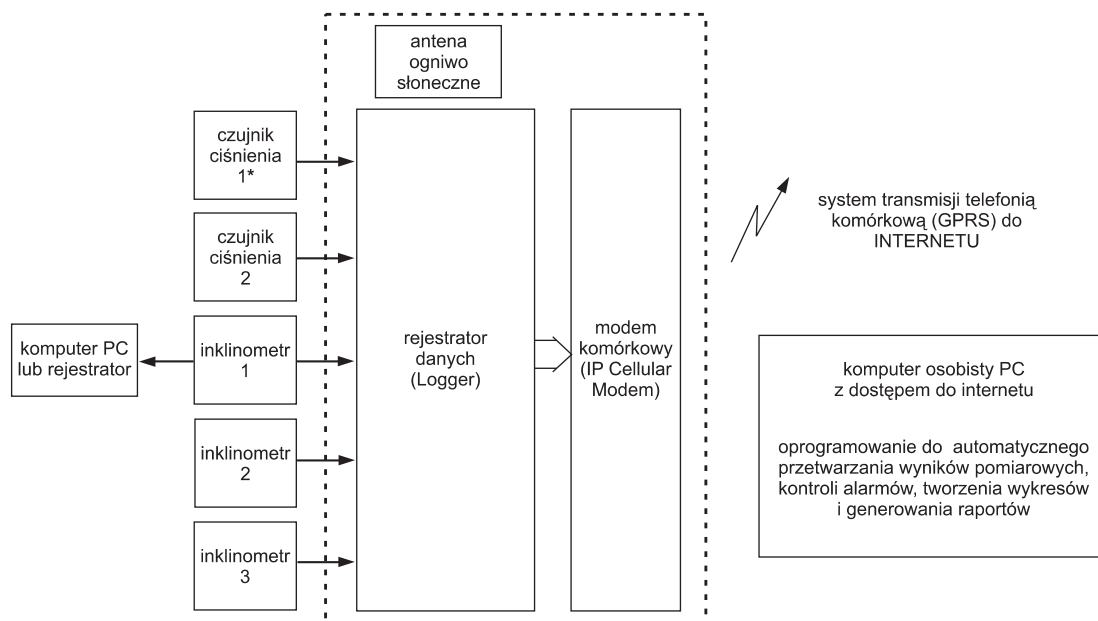 antena
ogniwo
słoneczne
czujnik
ciśnienia
1*
czujnik
ciśnienia
2
komputer PC
lub rejestrator
inklinometr
1
inklinometr
2
inklinometr
3
rejestrator
danych
(Logger)
modem
komórkowy
(IP Cellular
Modem)
system transmisji telefonią
komórkową (GPRS) do
INTERNETU
komputer osobisty PC
z dostępem do internetu
oprogramowanie do automatycznego
przetwarzania wyników pomiarowych,
kontroli alarmów, tworzenia wykresów
i generowania raportów